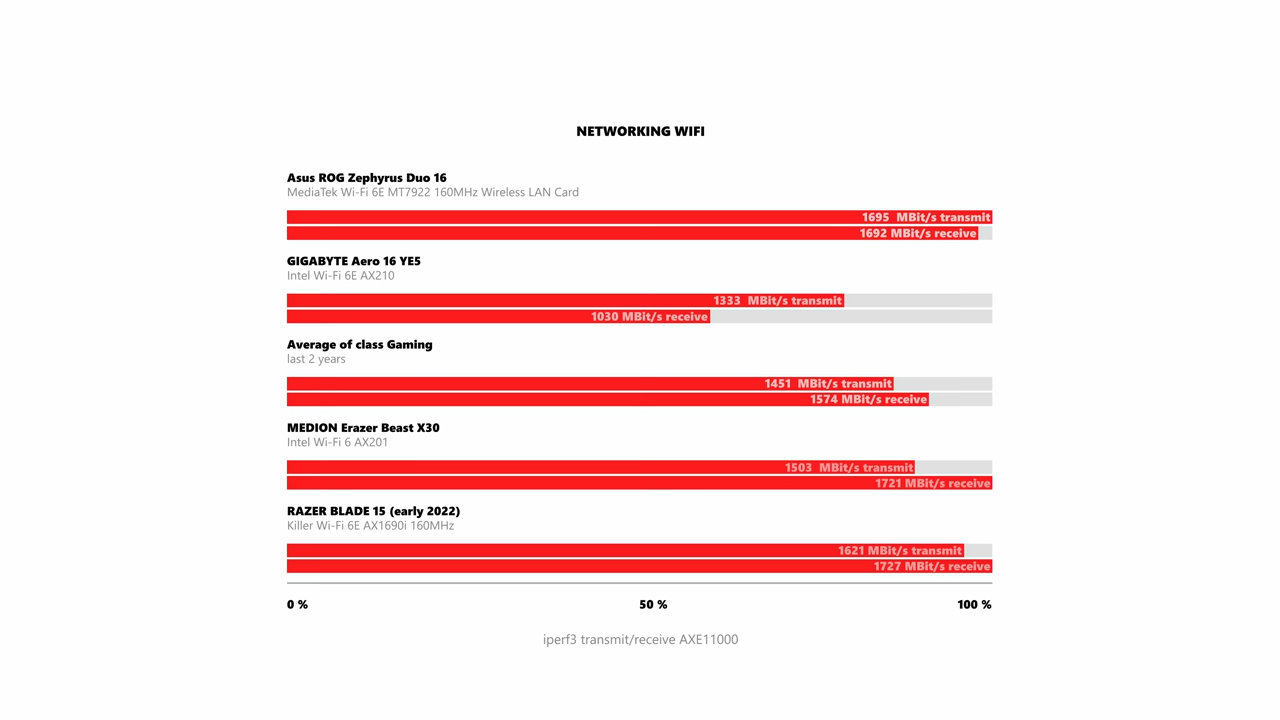 NETWORKING WIFI
Asus ROG Zephyrus Duo 16
MediaTek Wi-Fi 6E MT7922 160MHz Wireless LAN Card
1695 MBit/s transmit
1692 MBit/s receive
GIGABYTE Aero 16 YE5
Intel Wi-Fi 6E AX210
1333 MBit/s transmit
1030 MBit/s receive
Average of class Gaming
last 2 years
1451 MBit/s transmit
1574 MBit/s receive
MEDION Erazer Beast X30
Intel Wi-Fi 6 AX201
1503 MBit/s transmit
1721 MBit/s receive
RAZER BLADE 15 (early 2022)
Killer Wi-Fi 6E AX1690i 160MHz
1621 MBit/s transmit
1727 MBit/s receive
0 % 50 % 100 %
iperf3 transmit/receive AXE11000